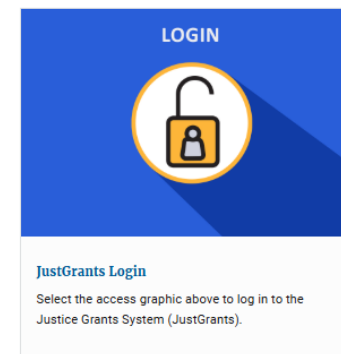 LOGIN
JustGrants Login
Select the access graphic above to log in to the
Justice Grants System (JustGrants).